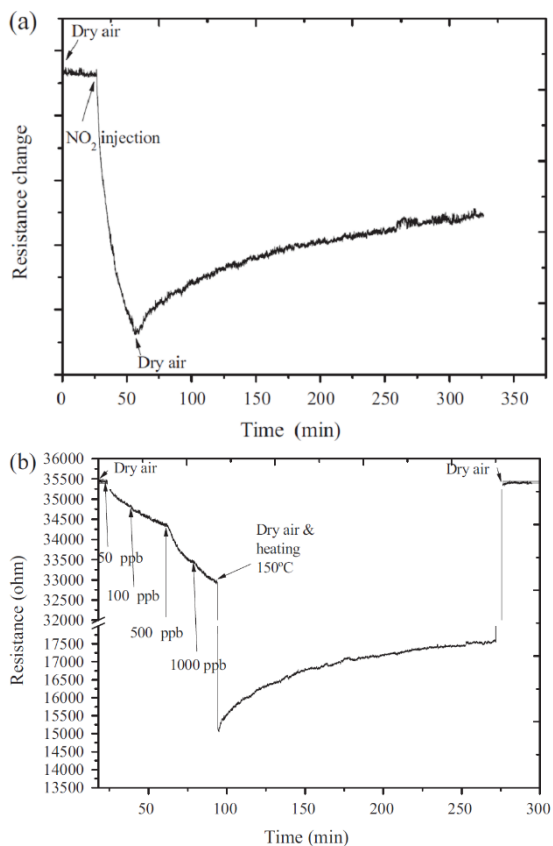 (a)
Dry air
NO2 injection
Dry air
Resistance change
0 50 100 150 200 250 300 350
Time (min)
(b)
36000
35500
35000
34500
34000
33500
33000
32500
32000
17500
17000
16500
16000
15500
15000
14500
14000
13500
Resistance (ohm)
Dry air
50 ppb
100 ppb
500 ppb
1000 ppb
Dry air &
heating
150ºC
Dry air
50 100 150 200 250 300
Time (min)